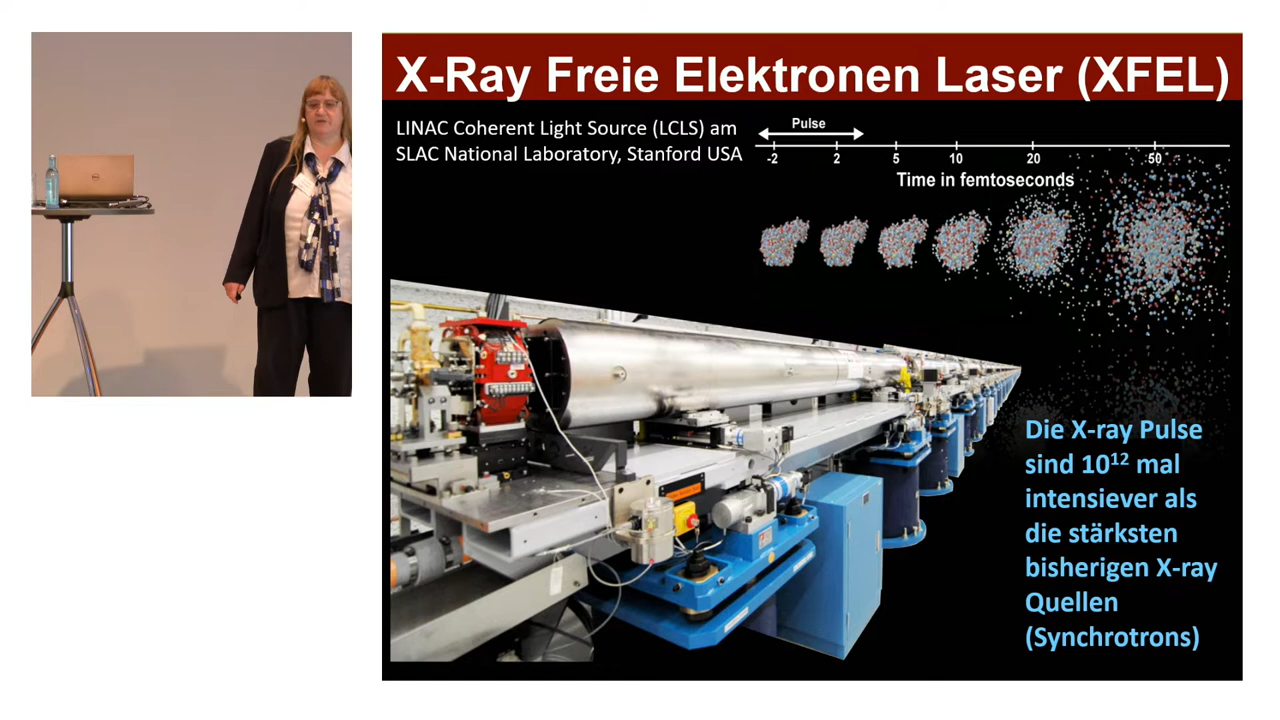 X-Ray Freie Elektronen Laser (XFEL)
LINAC Coherent Light Source (LCLS) am
SLAC National Laboratory, Stanford USA
Pulse
-2 2 5 10 20 50
Time in femtoseconds
Die X-ray Pulse
sind 10¹² mal
intensiever als
die stärksten
bisherigen X-ray
Quellen
(Synchrotrons)